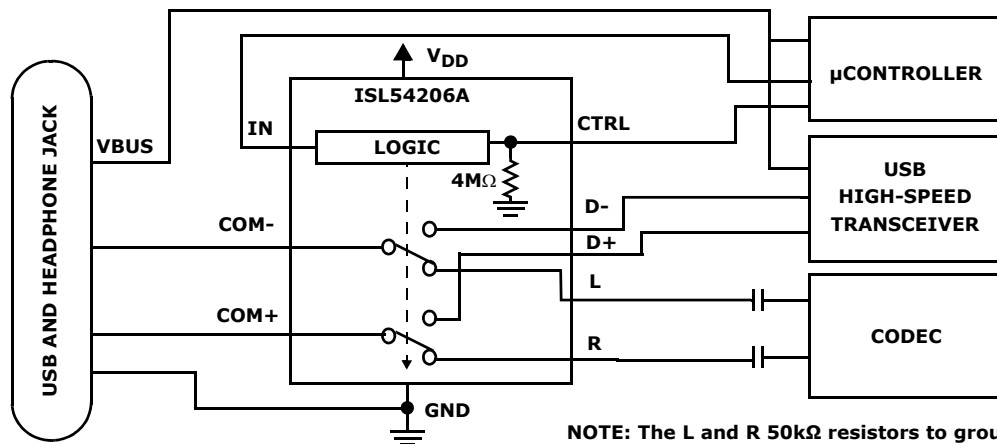 USB AND HEADPHONE JACK
VBUS
COM-
COM+
IN
VDD
ISL54206A
LOGIC
4MΩ
CTRL
D-
D+
L
R
GND
µCONTROLLER
USB
HIGH-SPEED
TRANSCEIVER
CODEC
NOTE: The L and R 50kΩ resistors to grou